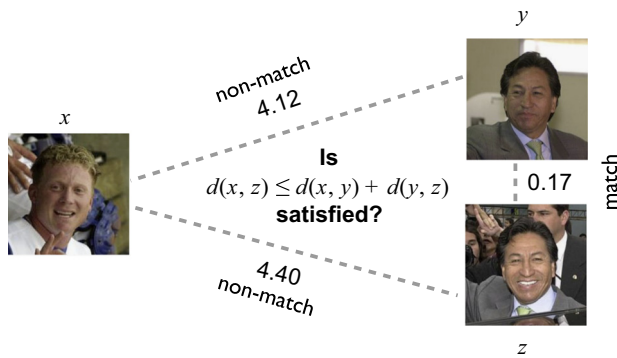 y
non-match
4.12
x
Is
d(x, z) ≤ d(x, y) + d(y, z)
satisfied?
0.17
match
4.40
non-match
z